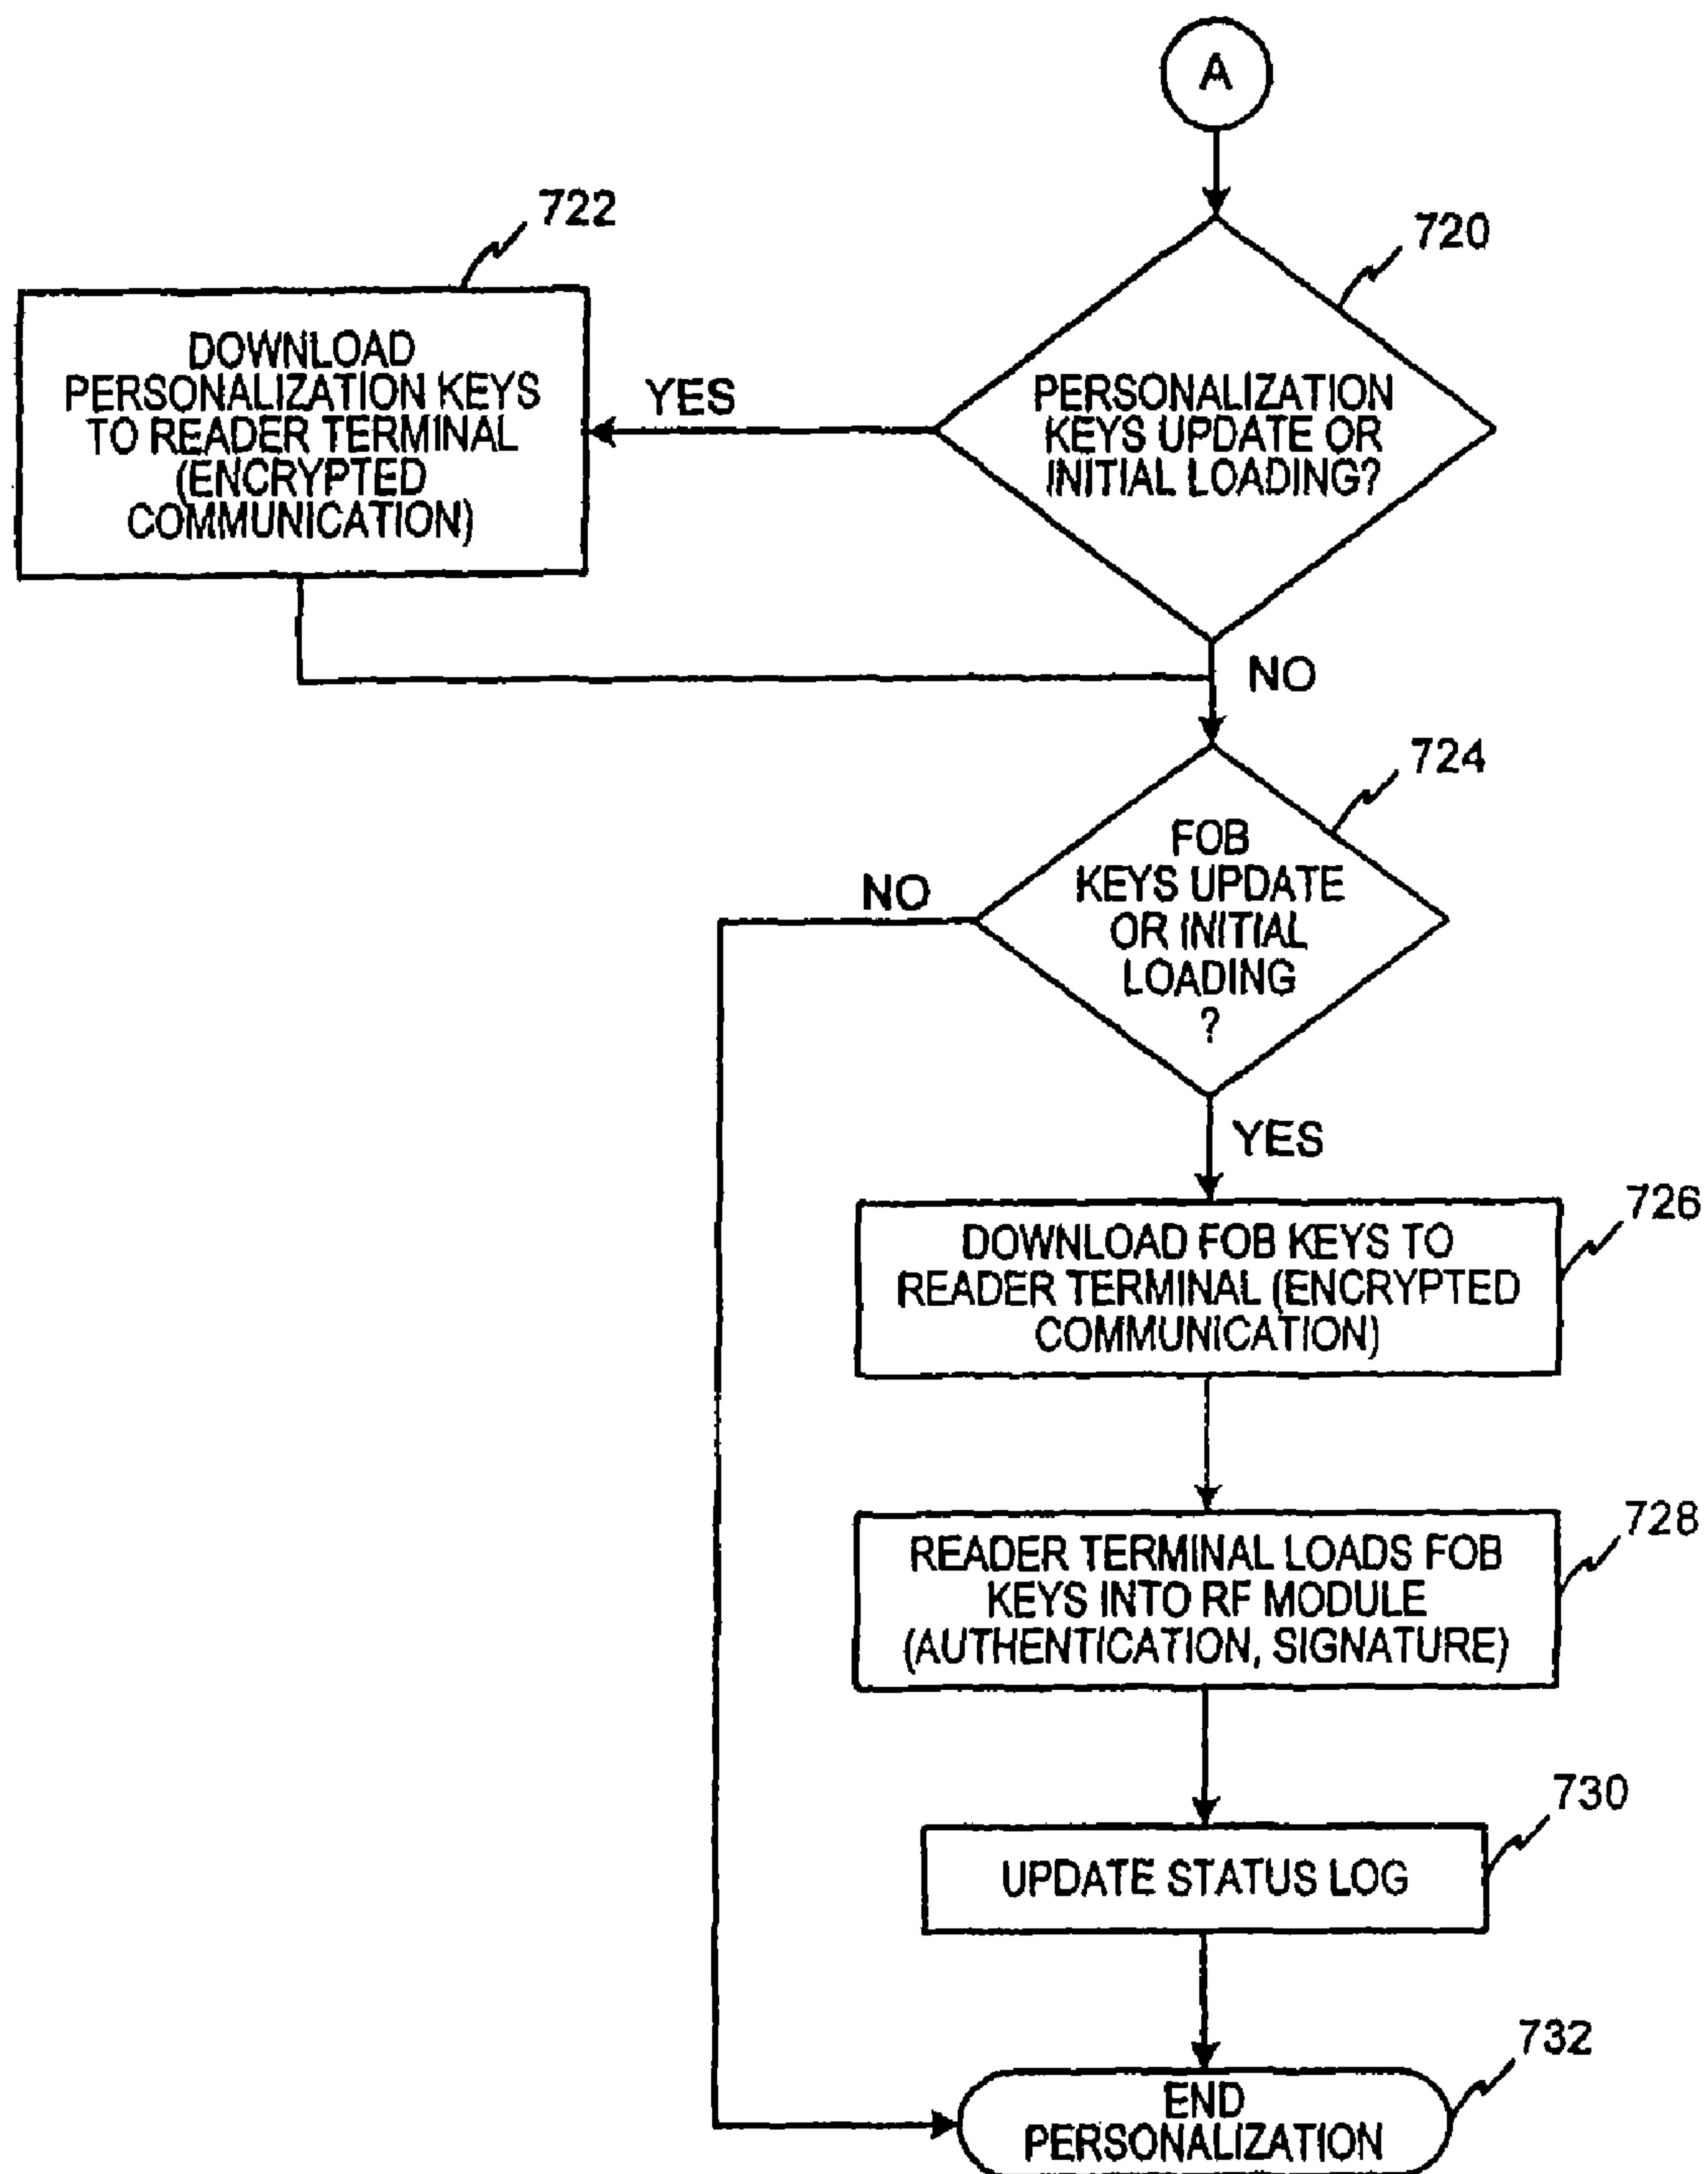 A
720
PERSONALIZATION
KEYS UPDATE OR
INITIAL LOADING?
YES
722
DOWNLOAD
PERSONALIZATION KEYS
TO READER TERMINAL
(ENCRYPTED
COMMUNICATION)
NO
724
FOB
KEYS UPDATE
OR INITIAL
LOADING
?
NO
YES
726
DOWNLOAD FOB KEYS TO
READER TERMINAL (ENCRYPTED
COMMUNICATION)
728
READER TERMINAL LOADS FOB
KEYS INTO RF MODULE
(AUTHENTICATION, SIGNATURE)
730
UPDATE STATUS LOG
732
END
PERSONALIZATION